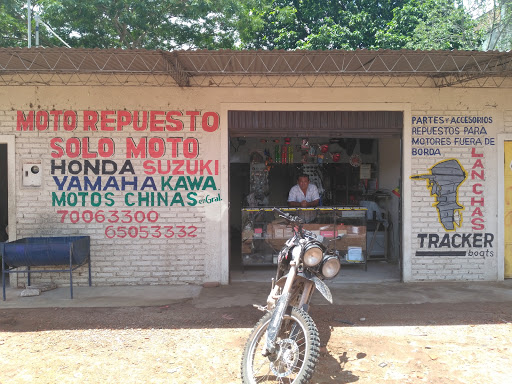 MOTO REPUESTO
SOLO MOTO
HONDA SUZUKI
YAMAHA KAWA
MOTOS CHINAS en Gral.
70063300
65053332
PARTES Y ACCESORIOS
REPUESTOS PARA
MOTORES FUERA DE
BORDA
LANCHAS
TRACKER
boats